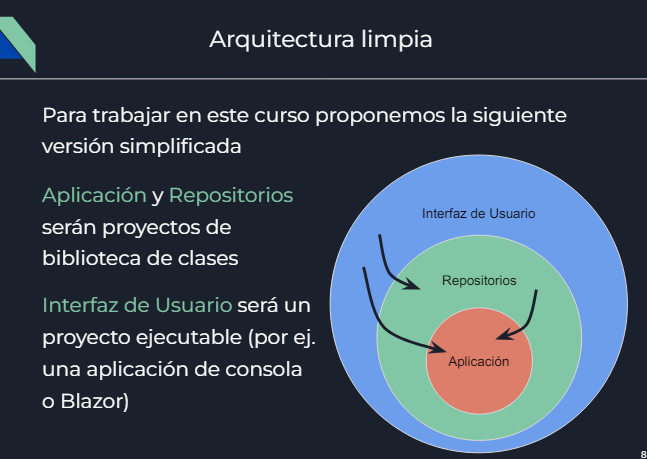 Arquitectura limpia
Para trabajar en este curso proponemos la siguiente
versión simplificada
Aplicación y Repositorios
serán proyectos de
biblioteca de clases
Interfaz de Usuario será un
proyecto ejecutable (por ej.
una aplicación de consola
o Blazor)
Interfaz de Usuario
Repositorios
Aplicación
8